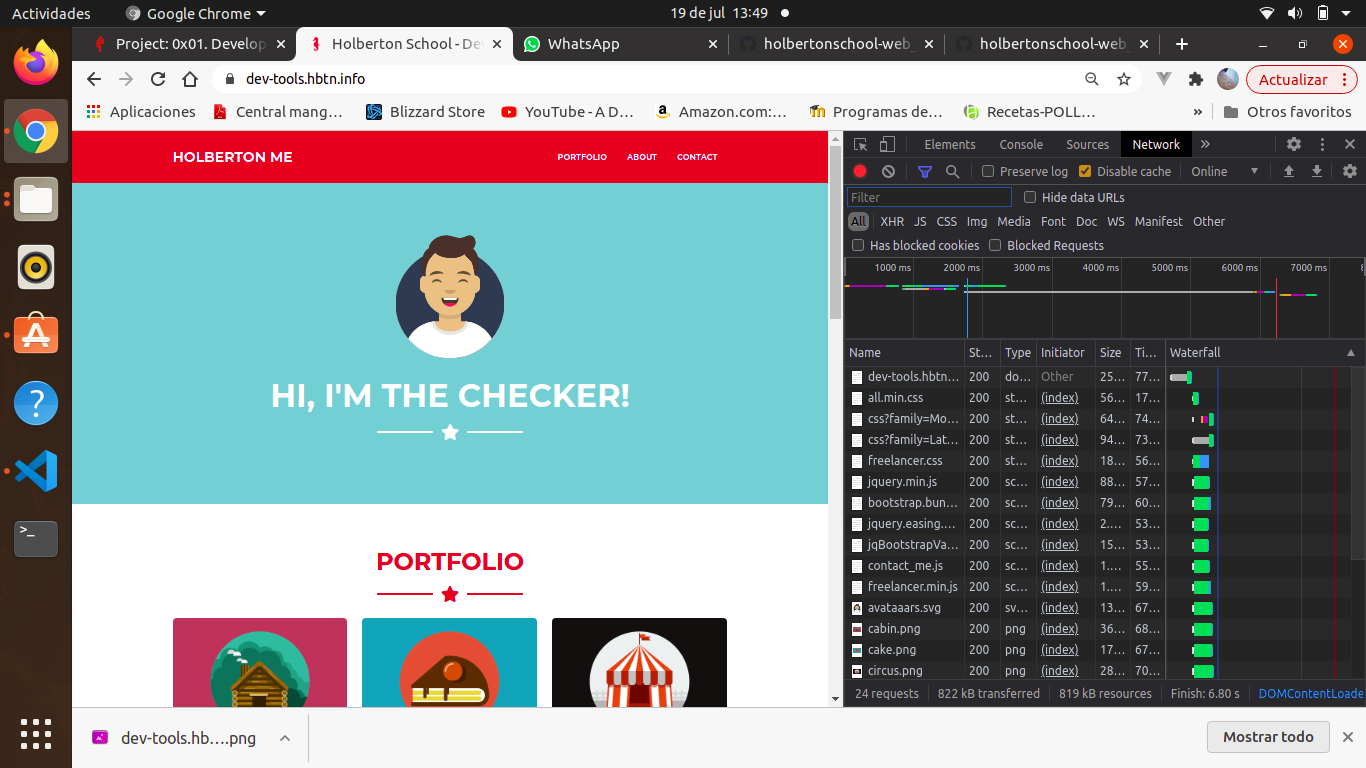 Actividades Google Chrome 19 de jul 13:49
Project: 0x01. Develop Holberton School - De WhatsApp holbertonschool-web_ holbertonschool-web_
dev-tools.hbtn.info Actualizar
Aplicaciones Central mang… Blizzard Store YouTube - A D… Amazon.com:… Programas de… Recetas-POLL… » Otros favoritos
HOLBERTON ME PORTFOLIO ABOUT CONTACT
HI, I'M THE CHECKER!
PORTFOLIO
Elements Console Sources Network »
Preserve log Disable cache Online
Filter Hide data URLs
All XHR JS CSS Img Media Font Doc WS Manifest Other
Has blocked cookies Blocked Requests
1000 ms 2000 ms 3000 ms 4000 ms 5000 ms 6000 ms 7000 ms 8
Name St… Type Initiator Size Ti… Waterfall
dev-tools.hbtn… 200 do… Other 25… 77…
all.min.css 200 st… (index) 56… 17…
css?family=Mo… 200 st… (index) 64… 74…
css?family=Lat… 200 st… (index) 94… 73…
freelancer.css 200 st… (index) 18… 56…
jquery.min.js 200 sc… (index) 88… 57…
bootstrap.bun… 200 sc… (index) 79… 60…
jquery.easing.… 200 sc… (index) 2.… 53…
jqBootstrapVa… 200 sc… (index) 15… 53…
contact_me.js 200 sc… (index) 1.… 55…
freelancer.min.js 200 sc… (index) 1.… 59…
avataaars.svg 200 sv… (index) 13… 67…
cabin.png 200 png (index) 36… 68…
cake.png 200 png (index) 17… 67…
circus.png 200 png (index) 28… 70…
24 requests 822 kB transferred 819 kB resources Finish: 6.80 s DOMContentLoade
dev-tools.hb….png Mostrar todo